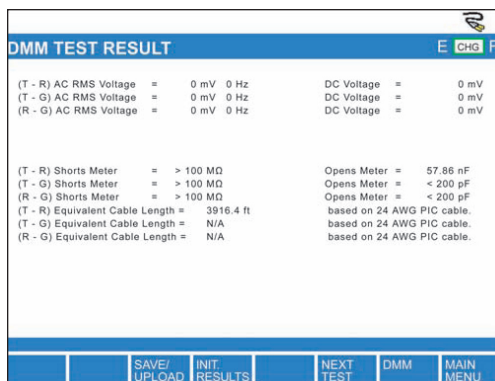 DMM TEST RESULT E CHG F
(T - R) AC RMS Voltage = 0 mV 0 Hz DC Voltage = 0 mV
(T - G) AC RMS Voltage = 0 mV 0 Hz DC Voltage = 0 mV
(R - G) AC RMS Voltage = 0 mV 0 Hz DC Voltage = 0 mV
(T - R) Shorts Meter = > 100 MΩ Opens Meter = 57.86 nF
(T - G) Shorts Meter = > 100 MΩ Opens Meter = < 200 pF
(R - G) Shorts Meter = > 100 MΩ Opens Meter = < 200 pF
(T - R) Equivalent Cable Length = 3916.4 ft based on 24 AWG PIC cable.
(T - G) Equivalent Cable Length = N/A based on 24 AWG PIC cable.
(R - G) Equivalent Cable Length = N/A based on 24 AWG PIC cable.
SAVE/ INIT. NEXT DMM MAIN
UPLOAD RESULTS TEST MENU